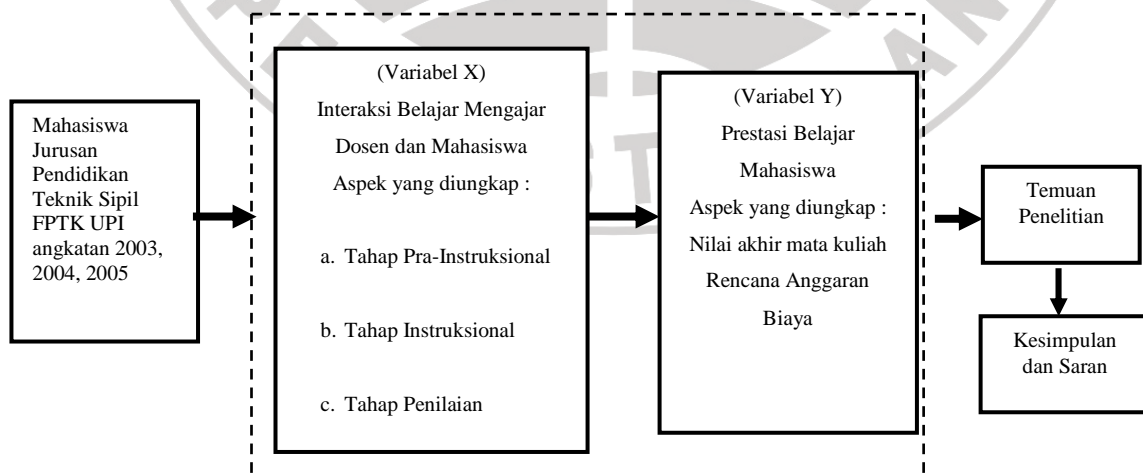 Mahasiswa
Jurusan
Pendidikan
Teknik Sipil
FPTK UPI
angkatan 2003,
2004, 2005
(Variabel X)
Interaksi Belajar Mengajar
Dosen dan Mahasiswa
Aspek yang diungkap :
a. Tahap Pra-Instruksional
b. Tahap Instruksional
c. Tahap Penilaian
(Variabel Y)
Prestasi Belajar
Mahasiswa
Aspek yang diungkap :
Nilai akhir mata kuliah
Rencana Anggaran
Biaya
Temuan
Penelitian
Kesimpulan
dan Saran